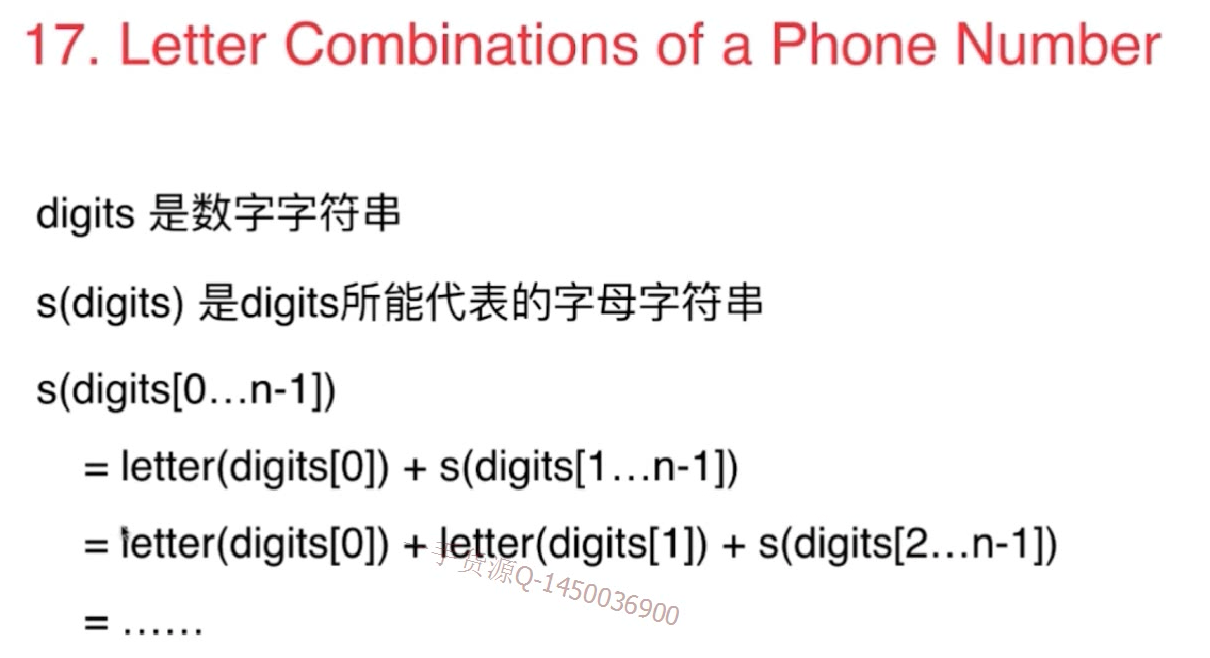 17. Letter Combinations of a Phone Number
digits 是数字字符串
s(digits) 是digits所能代表的字母字符串
s(digits[0...n-1])
= letter(digits[0]) + s(digits[1...n-1])
= letter(digits[0]) + letter(digits[1]) + s(digits[2...n-1])
手货源Q-1450036900
= ......